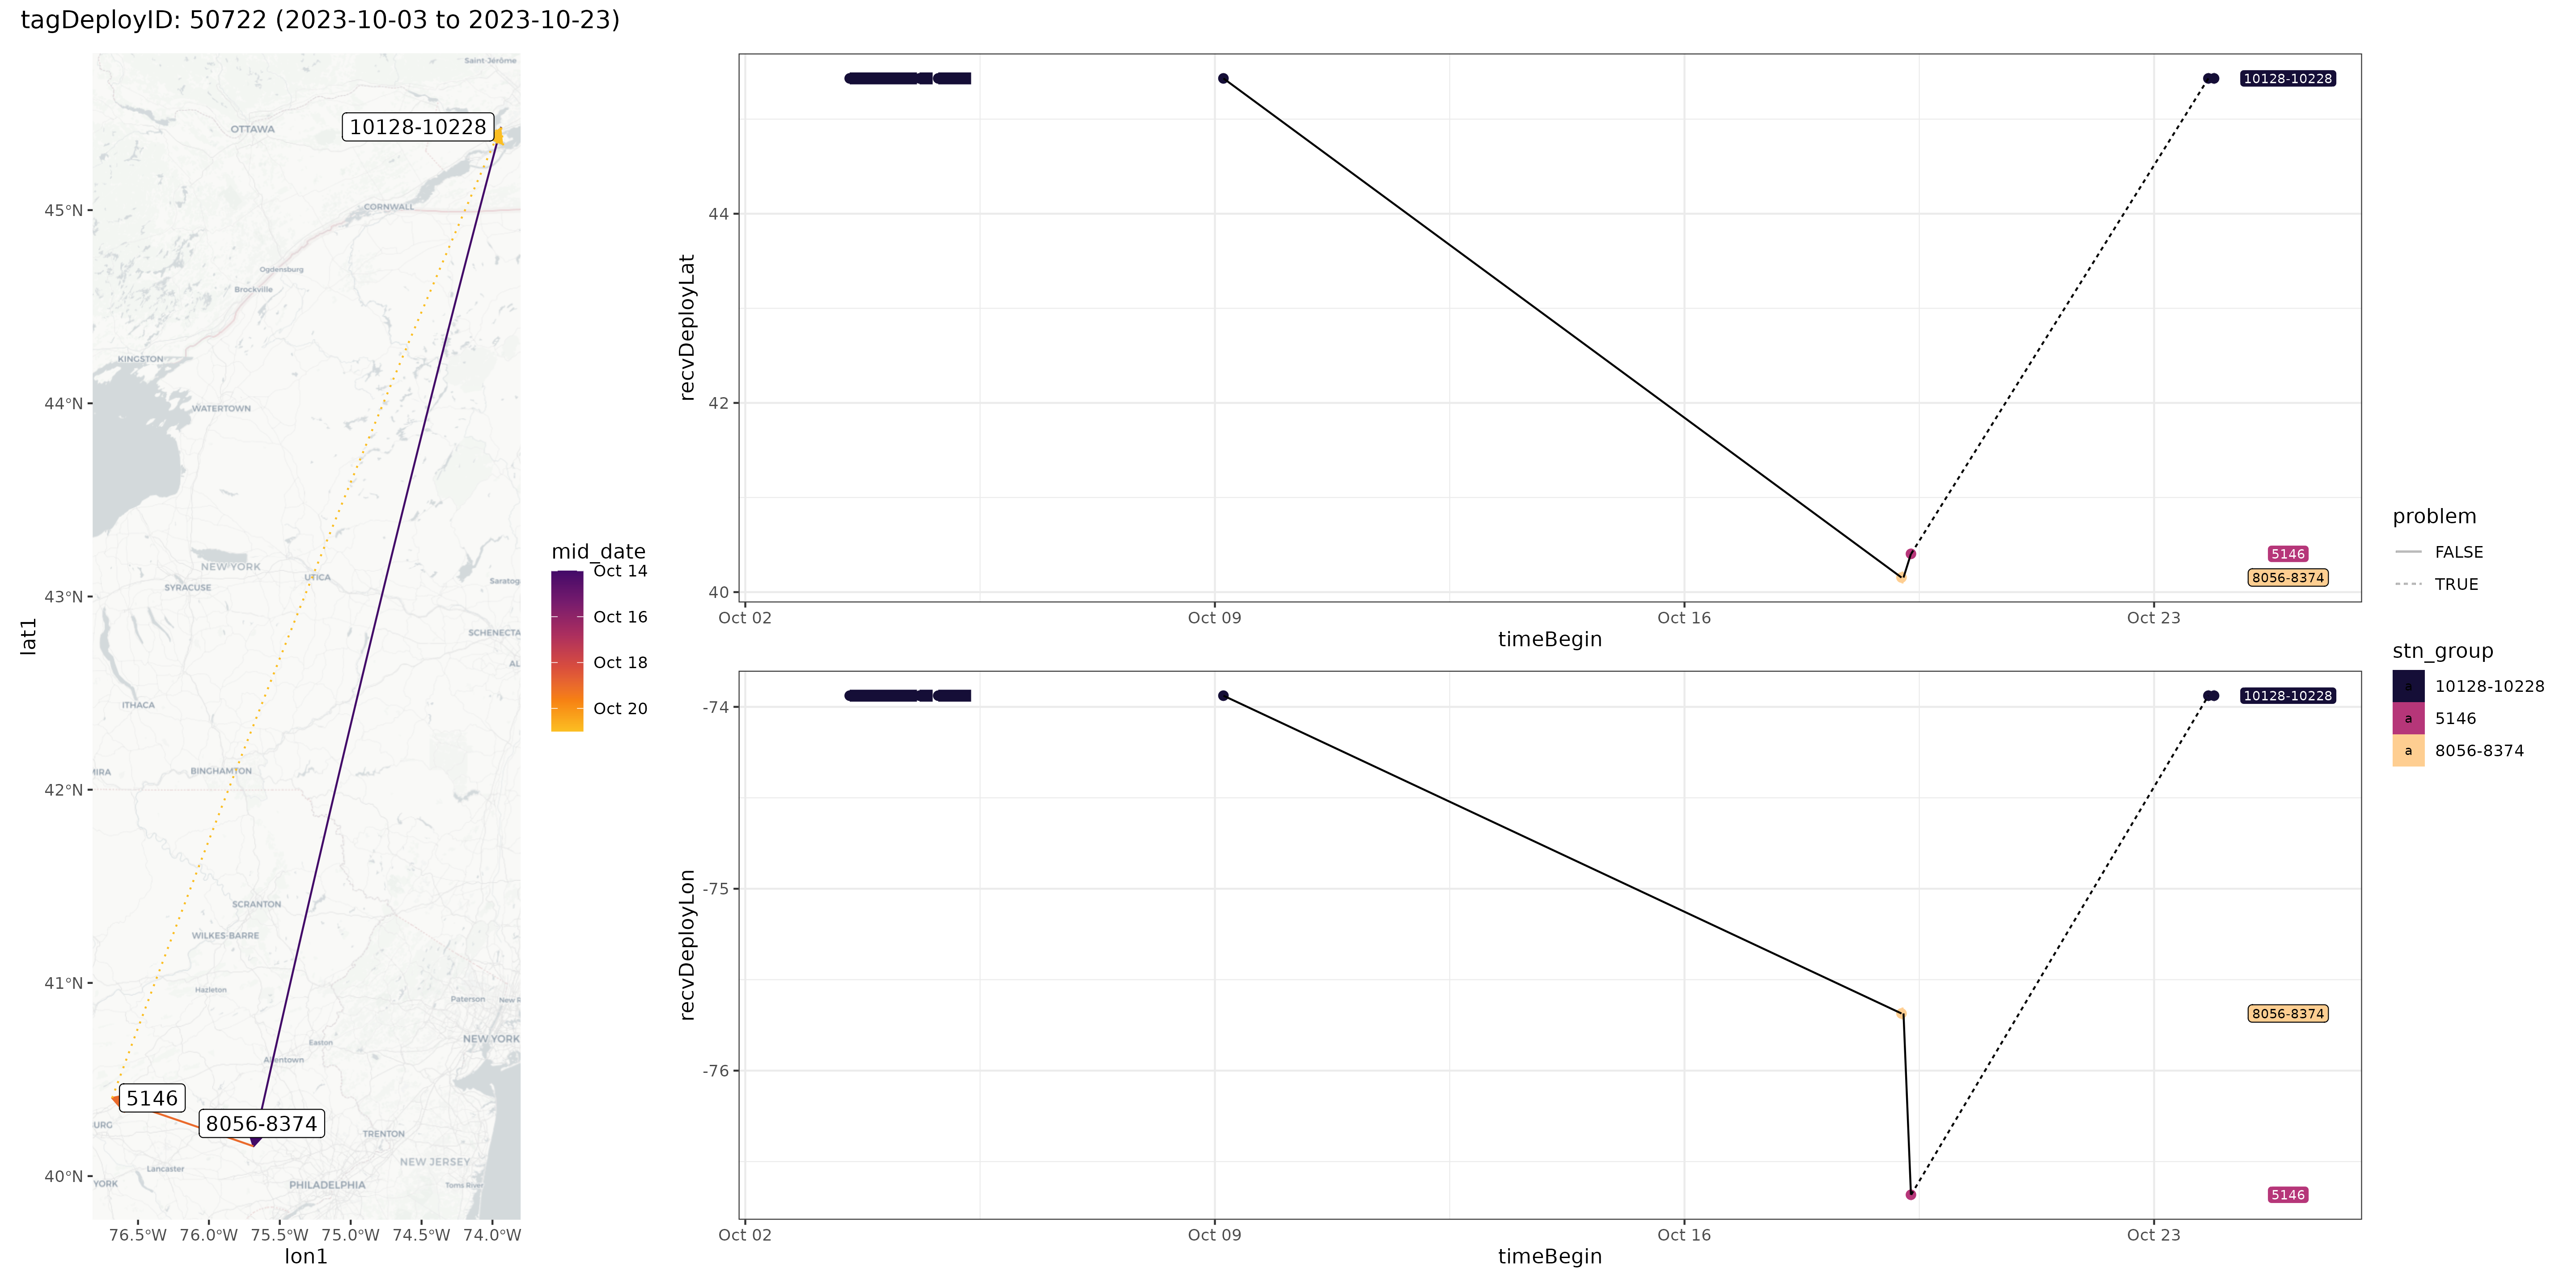 tagDeployID: 50722 (2023-10-03 to 2023-10-23)
lat1
45°N
44°N
43°N
42°N
41°N
40°N
Saint-Jérôme
OTTAWA
10128-10228
CORNWALL
Ogdensburg
Brockville
KINGSTON
WATERTOWN
NEW YORK
UTICA
SYRACUSE
Saratog
SCHENECTA
AL
ITHACA
MIRA
BINGHAMTON
SCRANTON
WILKES-BARRE
Hazleton
Paterson
New R
NEW YORK
Easton
Allentown
5146
8056-8374
URG
TRENTON
Lancaster
NEW JERSEY
YORK
PHILADELPHIA
Toms River
76.5°W 76.0°W 75.5°W 75.0°W 74.5°W 74.0°W
lon1
mid_date
Oct 14
Oct 16
Oct 18
Oct 20
recvDeployLat
44
42
40
10128-10228
5146
8056-8374
Oct 02 Oct 09 Oct 16 Oct 23
timeBegin
recvDeployLon
-74
-75
-76
10128-10228
8056-8374
5146
Oct 02 Oct 09 Oct 16 Oct 23
timeBegin
problem
FALSE
TRUE
stn_group
a 10128-10228
a 5146
a 8056-8374